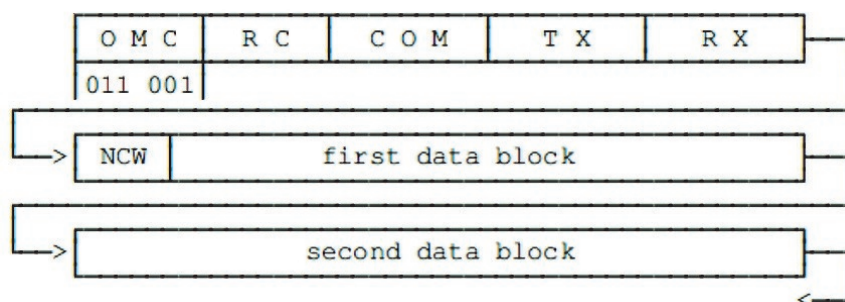 O M C R C C O M T X R X
011 001
NCW first data block
second data block